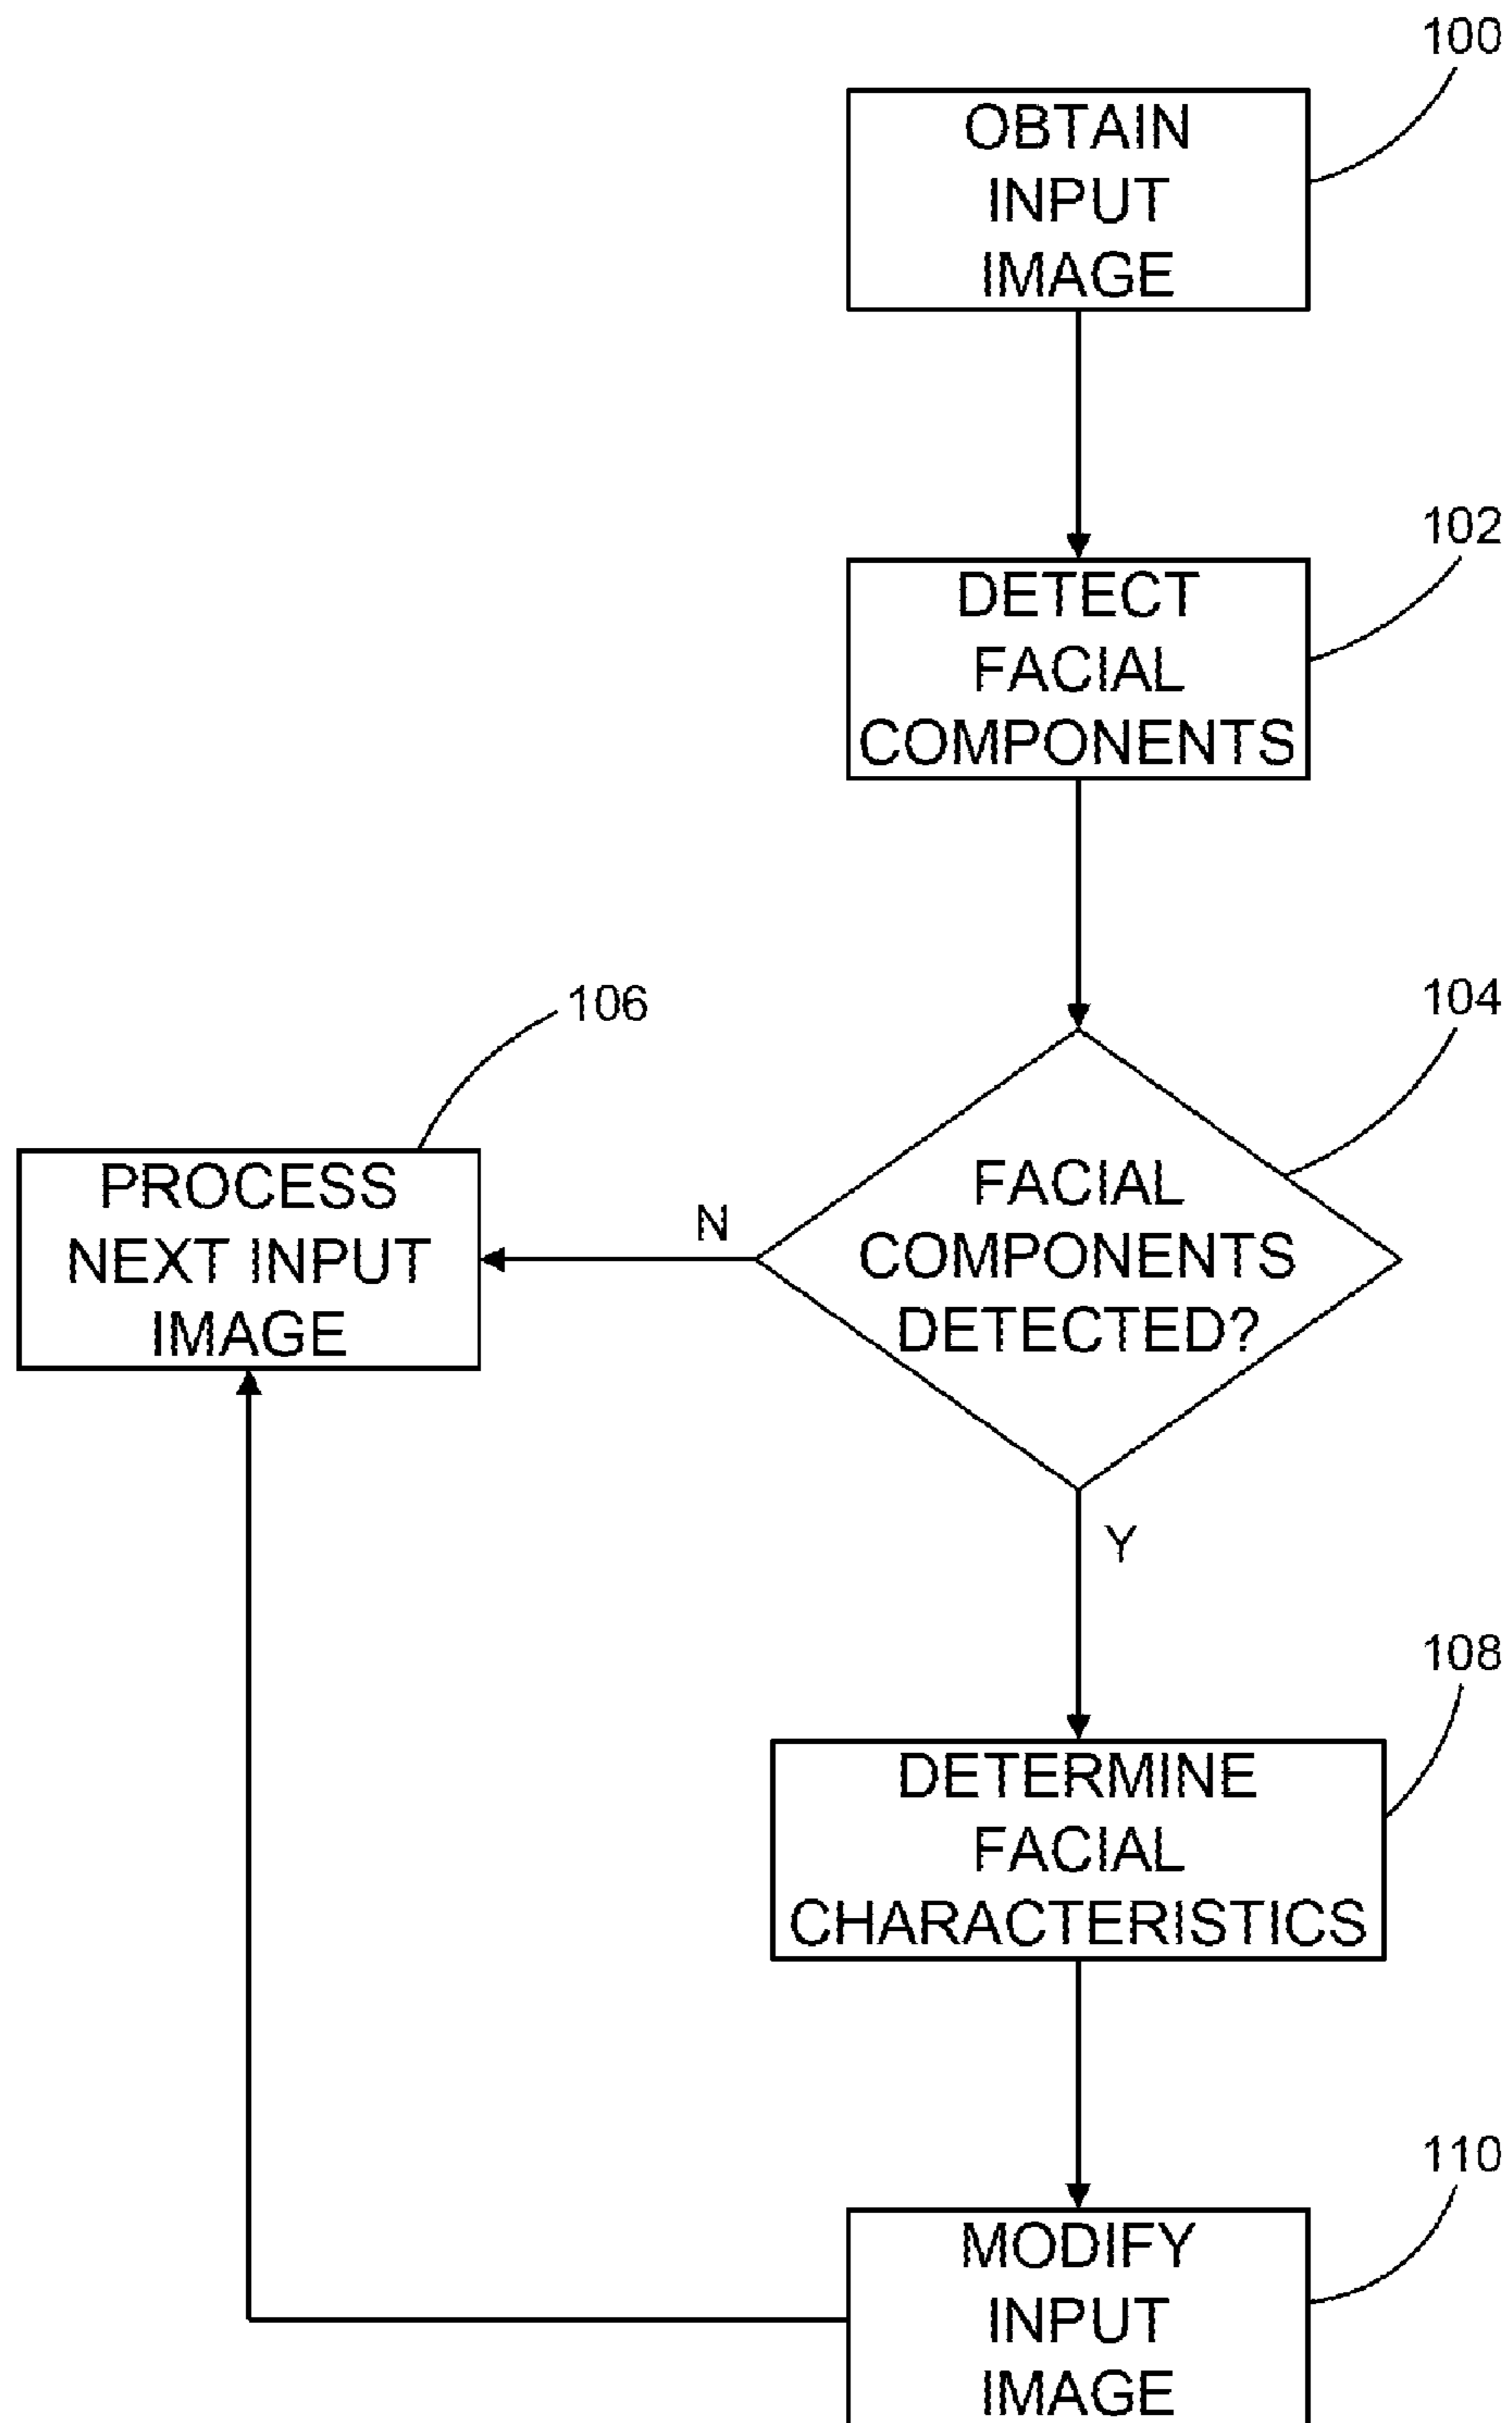 100
OBTAIN
INPUT
IMAGE
102
DETECT
FACIAL
COMPONENTS
104
106
FACIAL
COMPONENTS
DETECTED?
PROCESS
NEXT INPUT
IMAGE
N
Y
108
DETERMINE
FACIAL
CHARACTERISTICS
110
MODIFY
INPUT
IMAGE